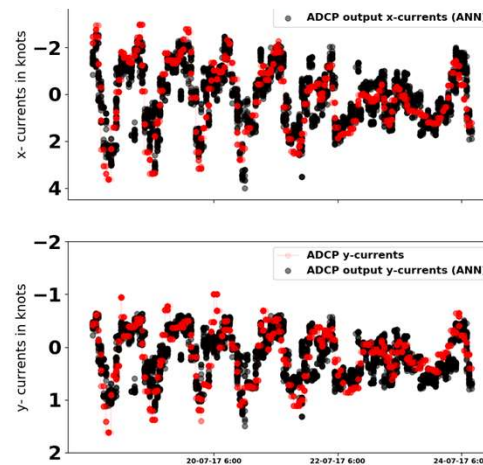 −2
0
2
4
x- currents in knots
ADCP output x-currents (ANN)
−2
−1
0
1
2
y- currents in knots
ADCP y-currents
ADCP output y-currents (ANN)
20-07-17 6:00
22-07-17 6:00
24-07-17 6:00